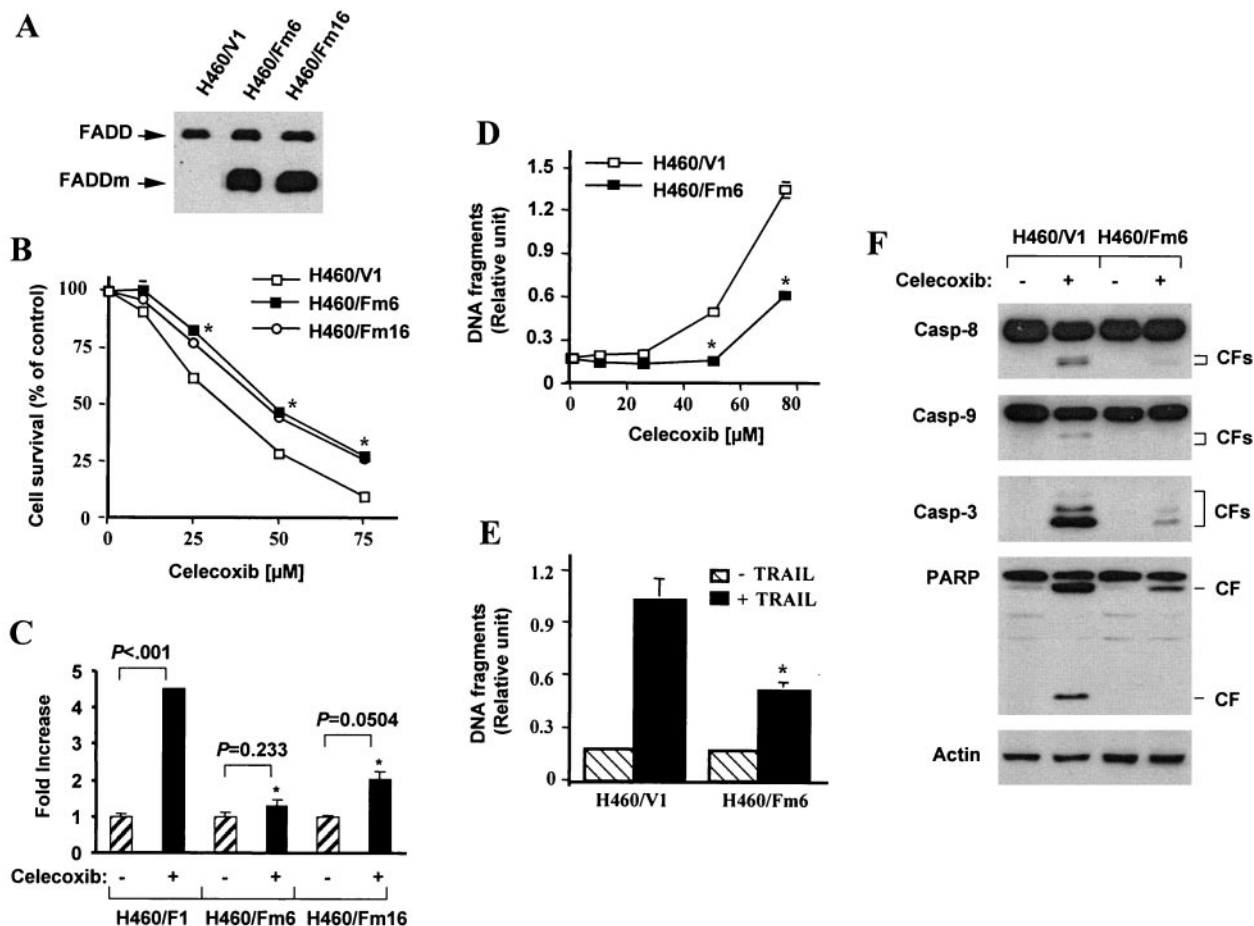 A
H460/V1
H460/Fm6
H460/Fm16
FADD
FADDm
B
Cell survival (% of control)
100
75
50
25
0
H460/V1
H460/Fm6
H460/Fm16
*
*
*
0 25 50 75
Celecoxib [µM]
C
Fold Increase
5
4
3
2
1
0
P<.001
P=0.233
P=0.0504
*
*
Celecoxib: - + - + - +
H460/F1 H460/Fm6 H460/Fm16
D
DNA fragments
(Relative unit)
1.5
1.2
0.9
0.6
0.3
0
H460/V1
H460/Fm6
*
*
0 20 40 60 80
Celecoxib [µM]
E
DNA fragments
(Relative unit)
1.2
0.9
0.6
0.3
0
- TRAIL
+ TRAIL
*
H460/V1 H460/Fm6
F
H460/V1 H460/Fm6
Celecoxib: - + - +
Casp-8
CFs
Casp-9
CFs
Casp-3
CFs
PARP
CF
CF
Actin